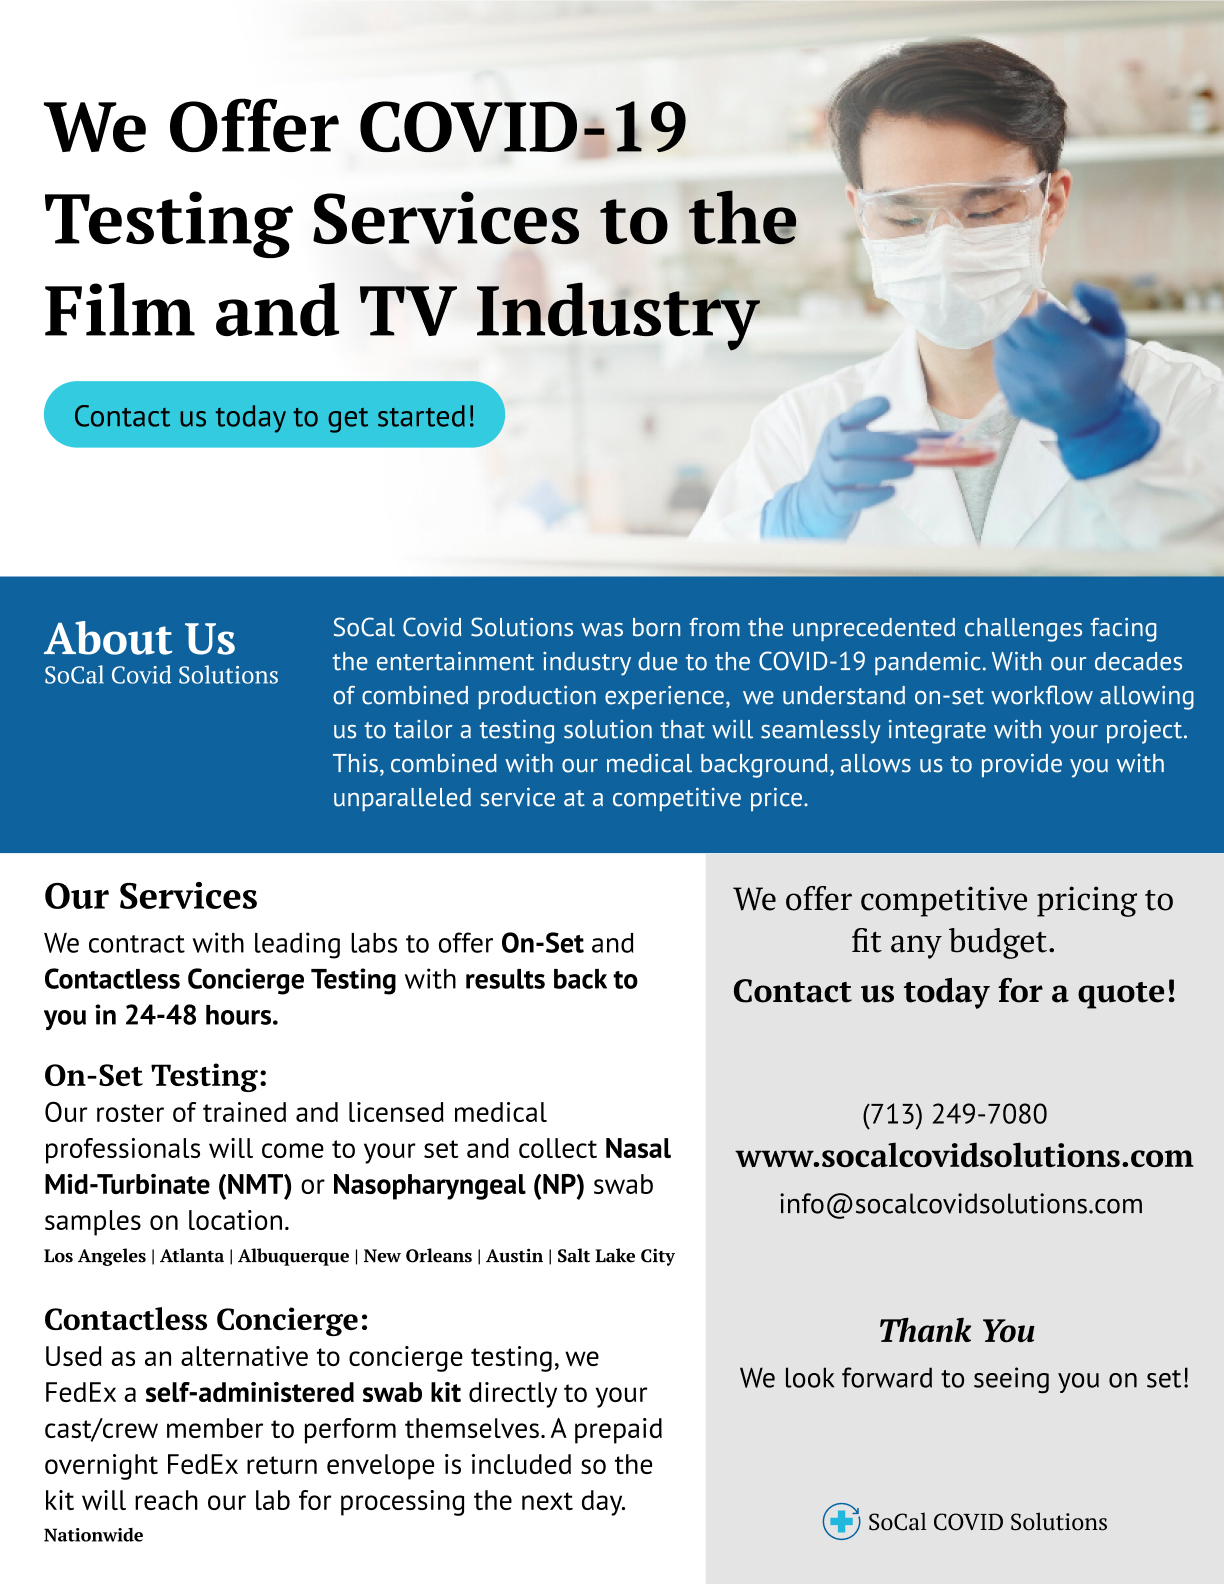 We Offer COVID-19
Testing Services to the
Film and TV Industry
Contact us today to get started!
About Us
SoCal Covid Solutions
SoCal Covid Solutions was born from the unprecedented challenges facing
the entertainment industry due to the COVID-19 pandemic. With our decades
of combined production experience,  we understand on-set workflow allowing
us to tailor a testing solution that will seamlessly integrate with your project.
This, combined with our medical background, allows us to provide you with
unparalleled service at a competitive price.
Our Services
We contract with leading labs to offer On-Set and
Contactless Concierge Testing with results back to
you in 24-48 hours.
On-Set Testing:
Our roster of trained and licensed medical
professionals will come to your set and collect Nasal
Mid-Turbinate (NMT) or Nasopharyngeal (NP) swab
samples on location.
Los Angeles | Atlanta | Albuquerque | New Orleans | Austin | Salt Lake City
Contactless Concierge:
Used as an alternative to concierge testing, we
FedEx a self-administered swab kit directly to your
cast/crew member to perform themselves. A prepaid
overnight FedEx return envelope is included so the
kit will reach our lab for processing the next day.
Nationwide
We offer competitive pricing to
fit any budget.
Contact us today for a quote!
(713) 249-7080
www.socalcovidsolutions.com
info@socalcovidsolutions.com
Thank You
We look forward to seeing you on set!
SoCal COVID Solutions